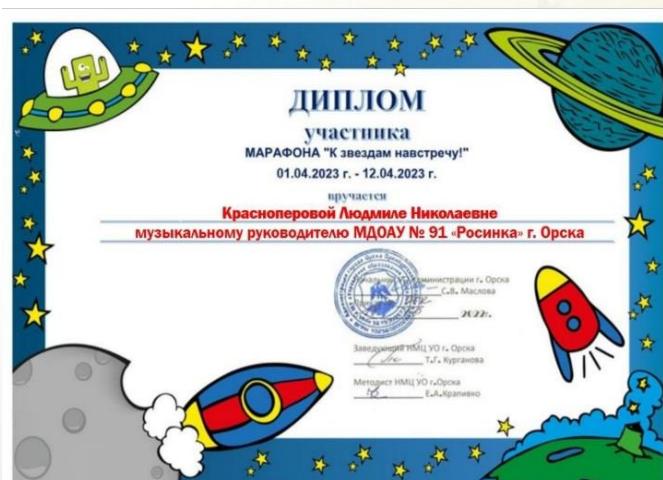 ДИПЛОМ
участника
МАРАФОНА "К звездам навстречу!"
01.04.2023 г. - 12.04.2023 г.
вручается
Красноперовой Людмиле Николаевне
музыкальному руководителю МДОАУ № 91 «Росинка» г. Орска
администрации г. Орска
С.В. Маслова
2022г.
Заведующий НМЦ УО г. Орска
Т.Г. Курганова
Методист НМЦ УО г.Орска
Е.А.Крапивко